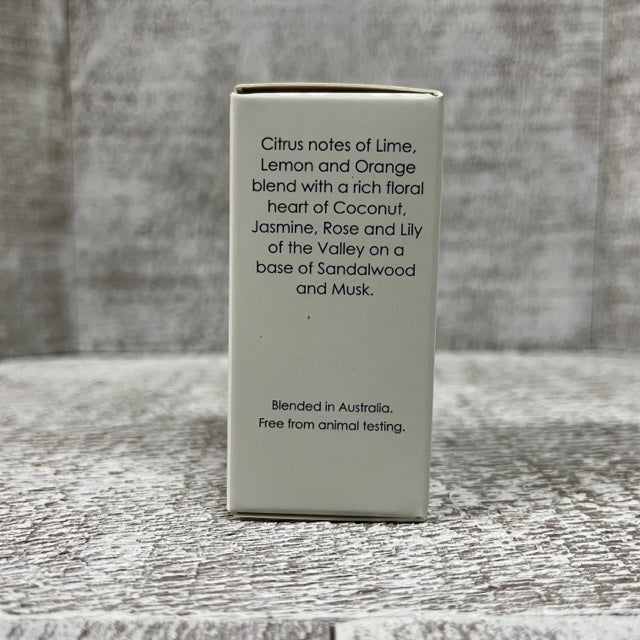 Citrus notes of Lime,
Lemon and Orange
blend with a rich floral
heart of Coconut,
Jasmine, Rose and Lily
of the Valley on a
base of Sandalwood
and Musk.
Blended in Australia.
Free from animal testing.